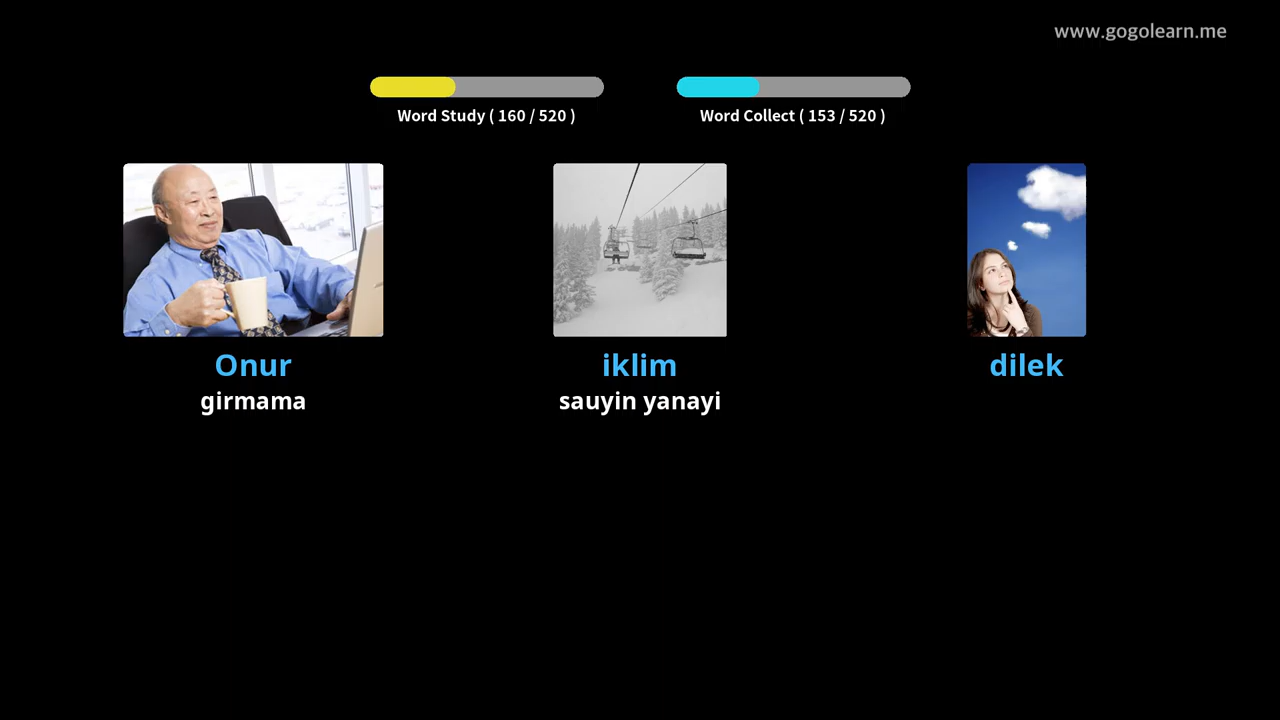 www.gogolearn.me
Word Study ( 160 / 520 )
Word Collect ( 153 / 520 )
Onur
girmama
iklim
sauyin yanayi
dilek